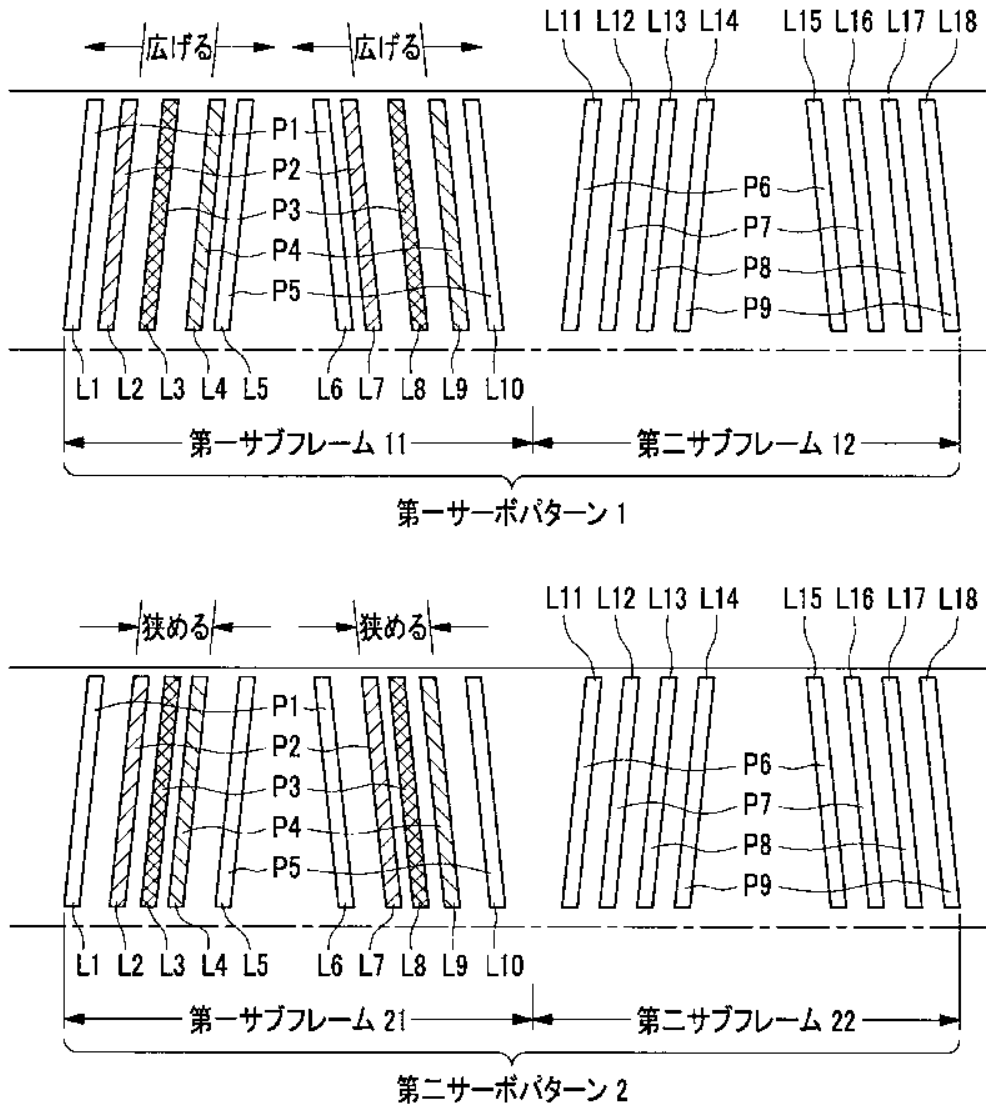 広げる 広げる L11 L12 L13 L14 L15 L16 L17 L18
P1
P2
P3
P4
P5
P6
P7
P8
P9
L1 L2 L3 L4 L5 L6 L7 L8 L9 L10
第一サブフレーム 11 第二サブフレーム 12
第一サーボパターン 1
狭める 狭める L11 L12 L13 L14 L15 L16 L17 L18
P1
P2
P3
P4
P5
P6
P7
P8
P9
L1 L2 L3 L4 L5 L6 L7 L8 L9 L10
第一サブフレーム 21 第二サブフレーム 22
第二サーボパターン 2